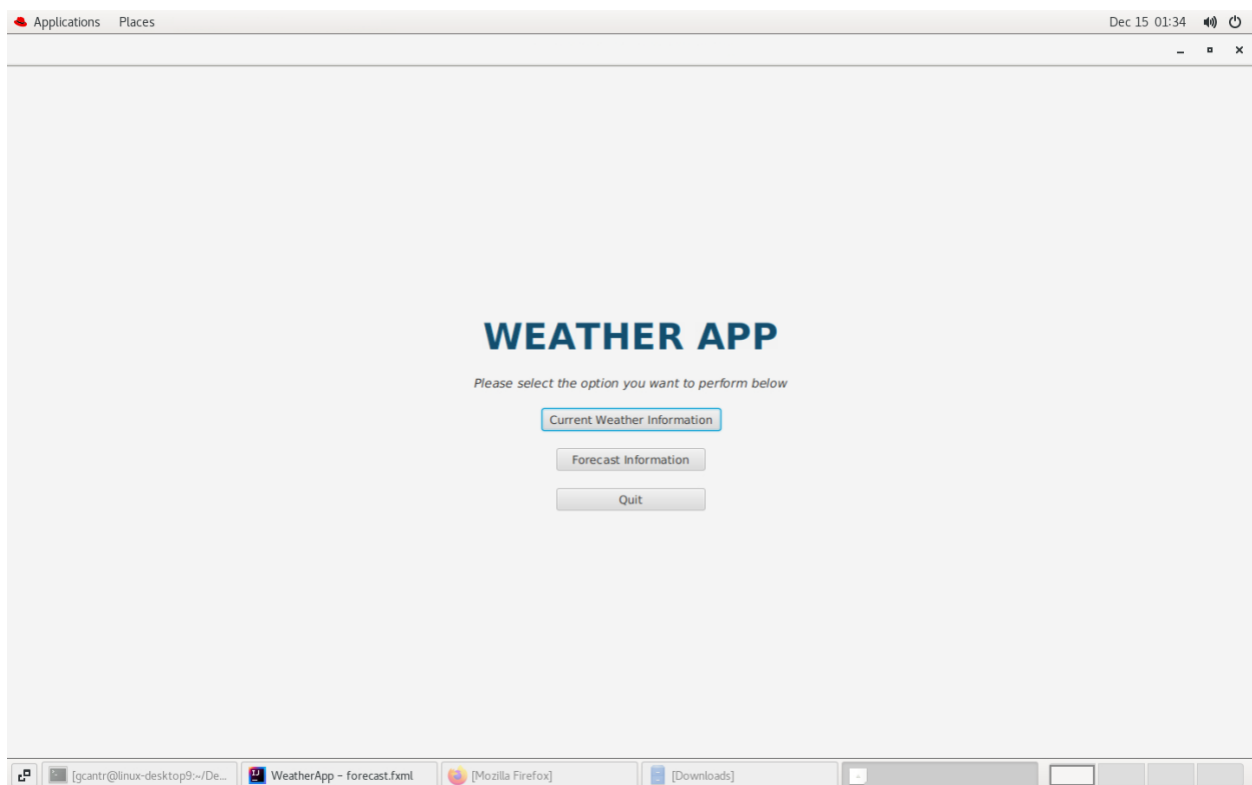 Applications Places Dec 15 01:34
WEATHER APP
Please select the option you want to perform below
Current Weather Information
Forecast Information
Quit
[gcantr@linux-desktop9:~/De... WeatherApp – forecast.fxml [Mozilla Firefox] [Downloads]